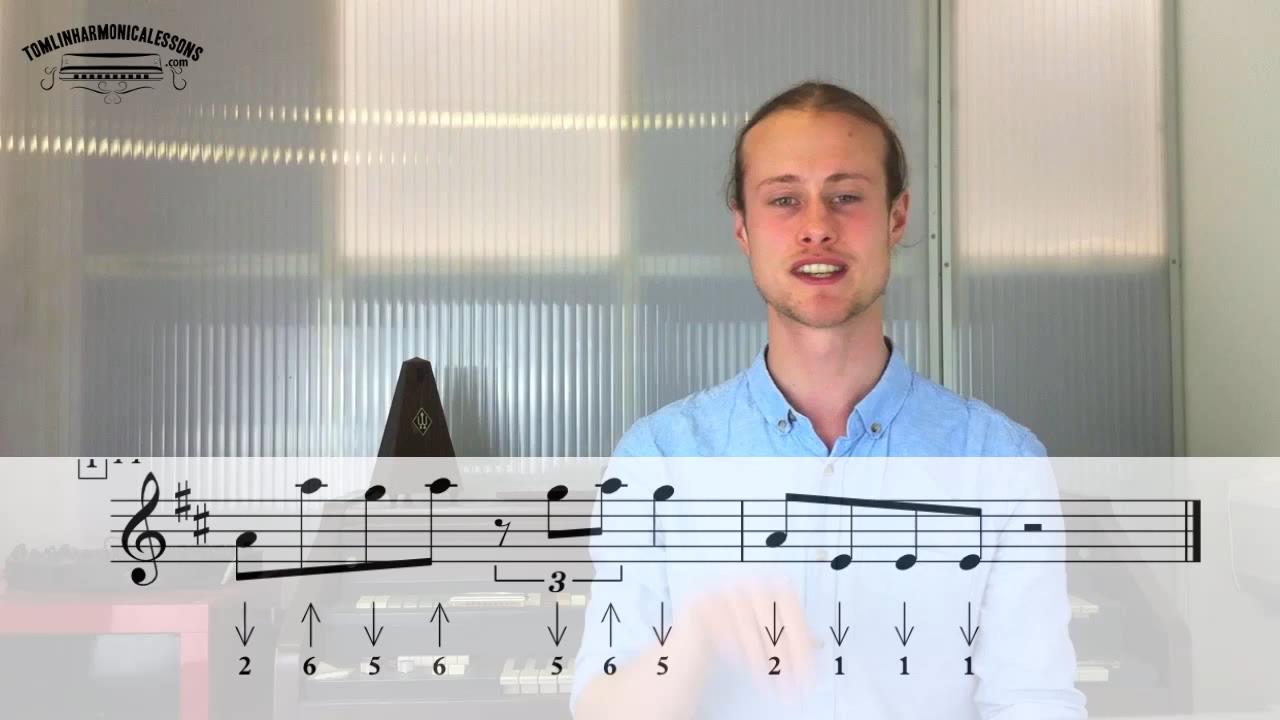 TOMLINHARMONICALESSONS
.com
3
↓ ↑ ↓ ↑ ↓ ↑ ↓ ↓ ↓ ↓ ↓
2 6 5 6 5 6 5 2 1 1 1